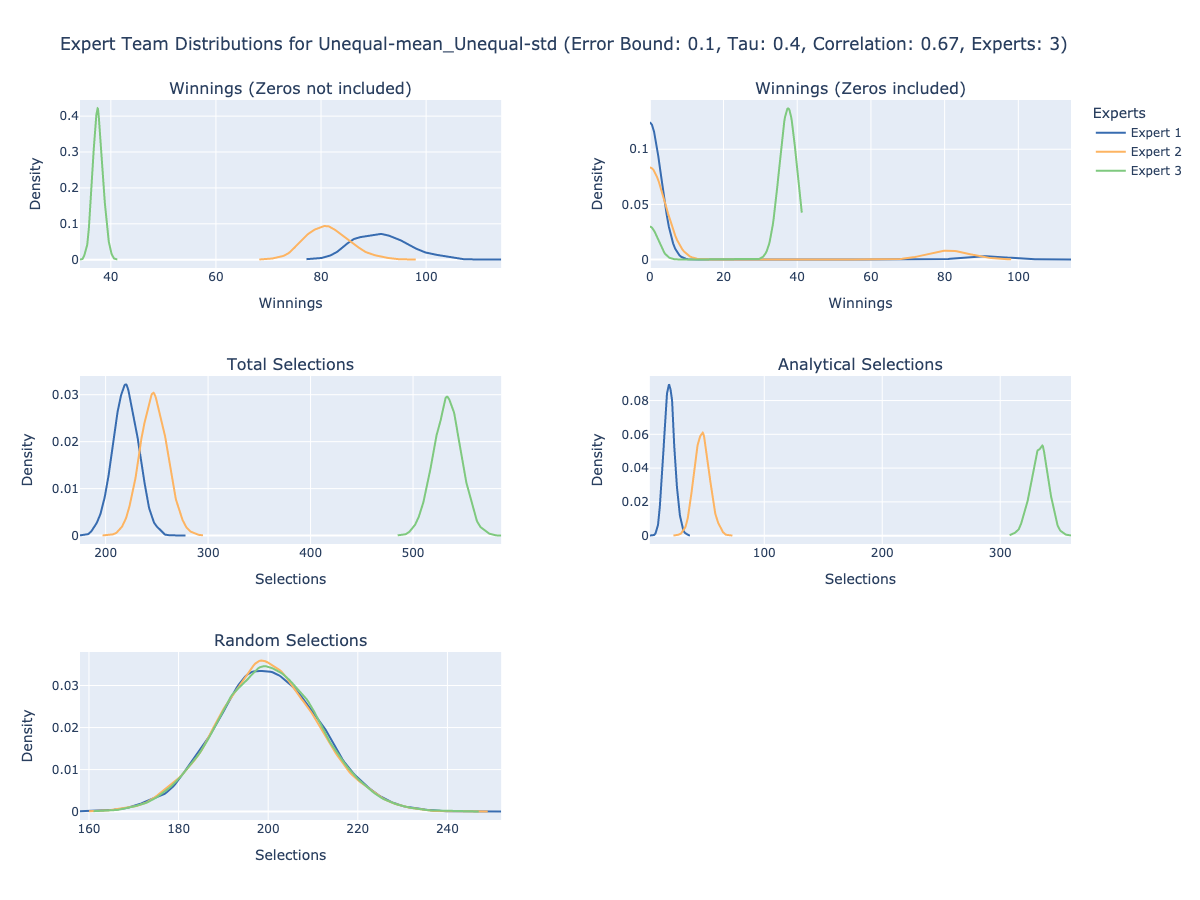 Expert Team Distributions for Unequal-mean_Unequal-std (Error Bound: 0.1, Tau: 0.4, Correlation: 0.67, Experts: 3)
Winnings (Zeros not included)
0.4
0.3
0.2
0.1
0
Density
40 60 80 100
Winnings
Winnings (Zeros included)
0.1
0.05
0
Density
0 20 40 60 80 100
Winnings
Experts
Expert 1
Expert 2
Expert 3
Total Selections
0.03
0.02
0.01
0
Density
200 300 400 500
Selections
Analytical Selections
0.08
0.06
0.04
0.02
0
Density
100 200 300
Selections
Random Selections
0.03
0.02
0.01
0
Density
160 180 200 220 240
Selections